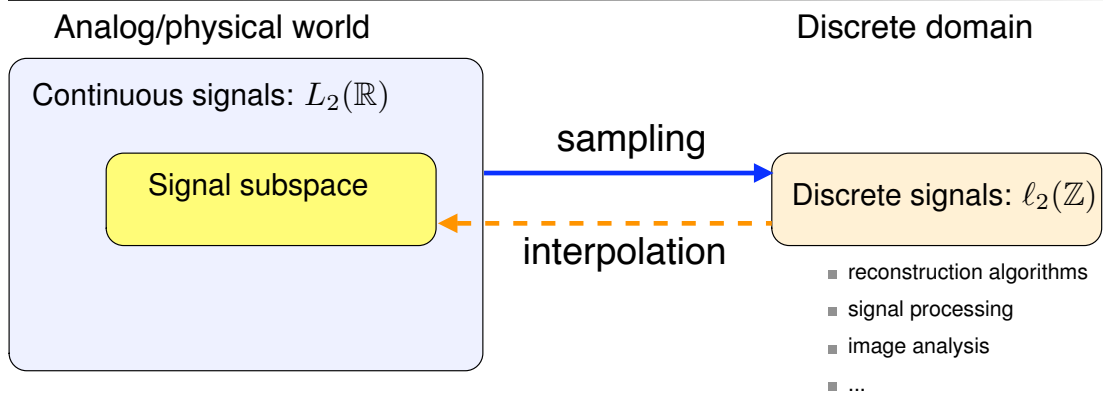 Analog/physical world
Discrete domain
Continuous signals: L₂(ℝ)
sampling
Signal subspace
Discrete signals: ℓ₂(ℤ)
interpolation
reconstruction algorithms
signal processing
image analysis
...